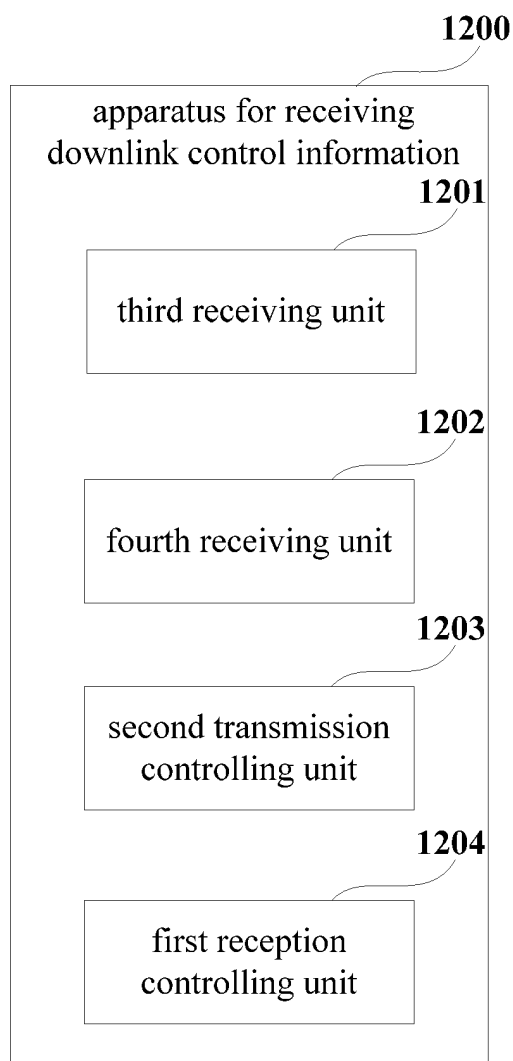 1200
apparatus for receiving
downlink control information
1201
third receiving unit
1202
fourth receiving unit
1203
second transmission
controlling unit
1204
first reception
controlling unit